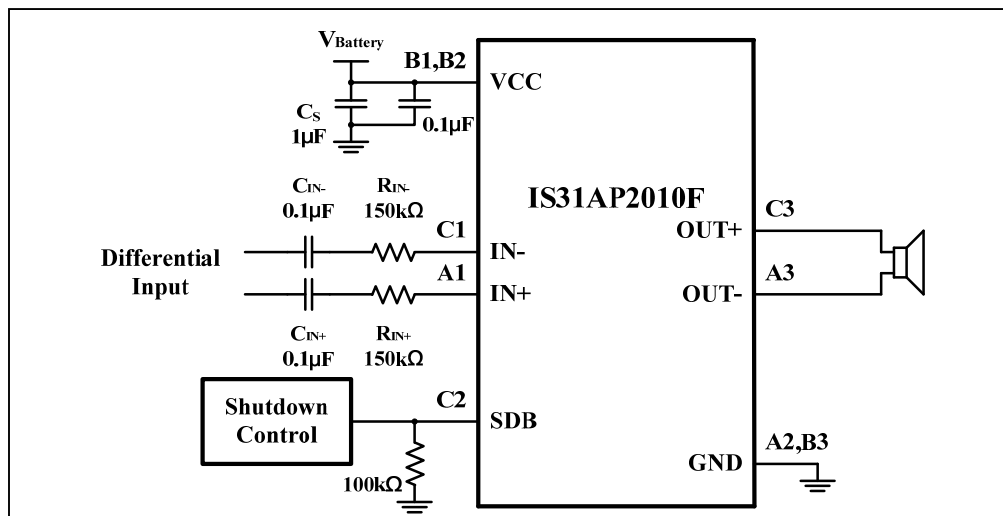 VBattery
B1,B2
VCC
CS
1µF
0.1µF
IS31AP2010F
CIN-
0.1µF
RIN-
150kΩ
C1
IN-
Differential
Input
A1
IN+
CIN+
0.1µF
RIN+
150kΩ
C3
OUT+
A3
OUT-
Shutdown
Control
C2
SDB
100kΩ
A2,B3
GND